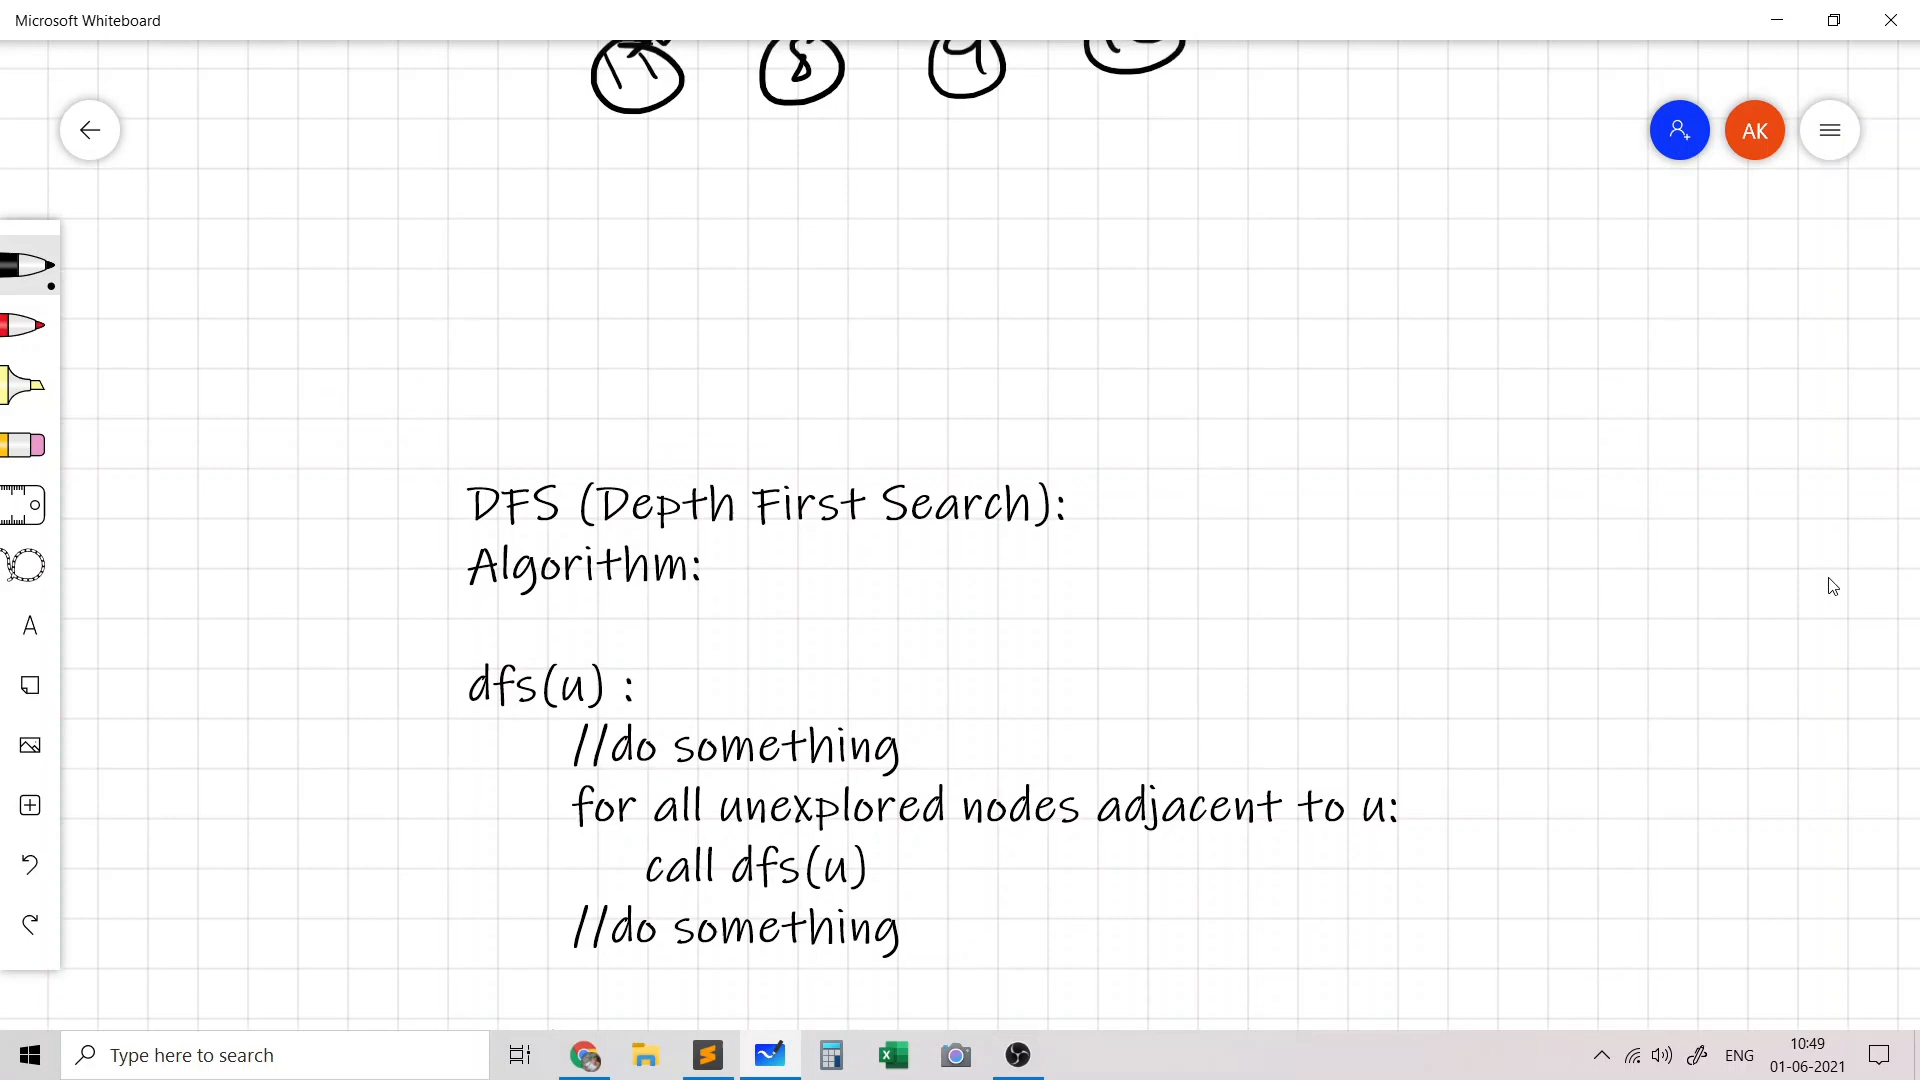 Microsoft Whiteboard
8
AK
DFS (Depth First Search):
Algorithm:
dfs(u) :
//do something
for all unexplored nodes adjacent to u:
call dfs(u)
//do something
Type here to search
ENG
10:49
01-06-2021